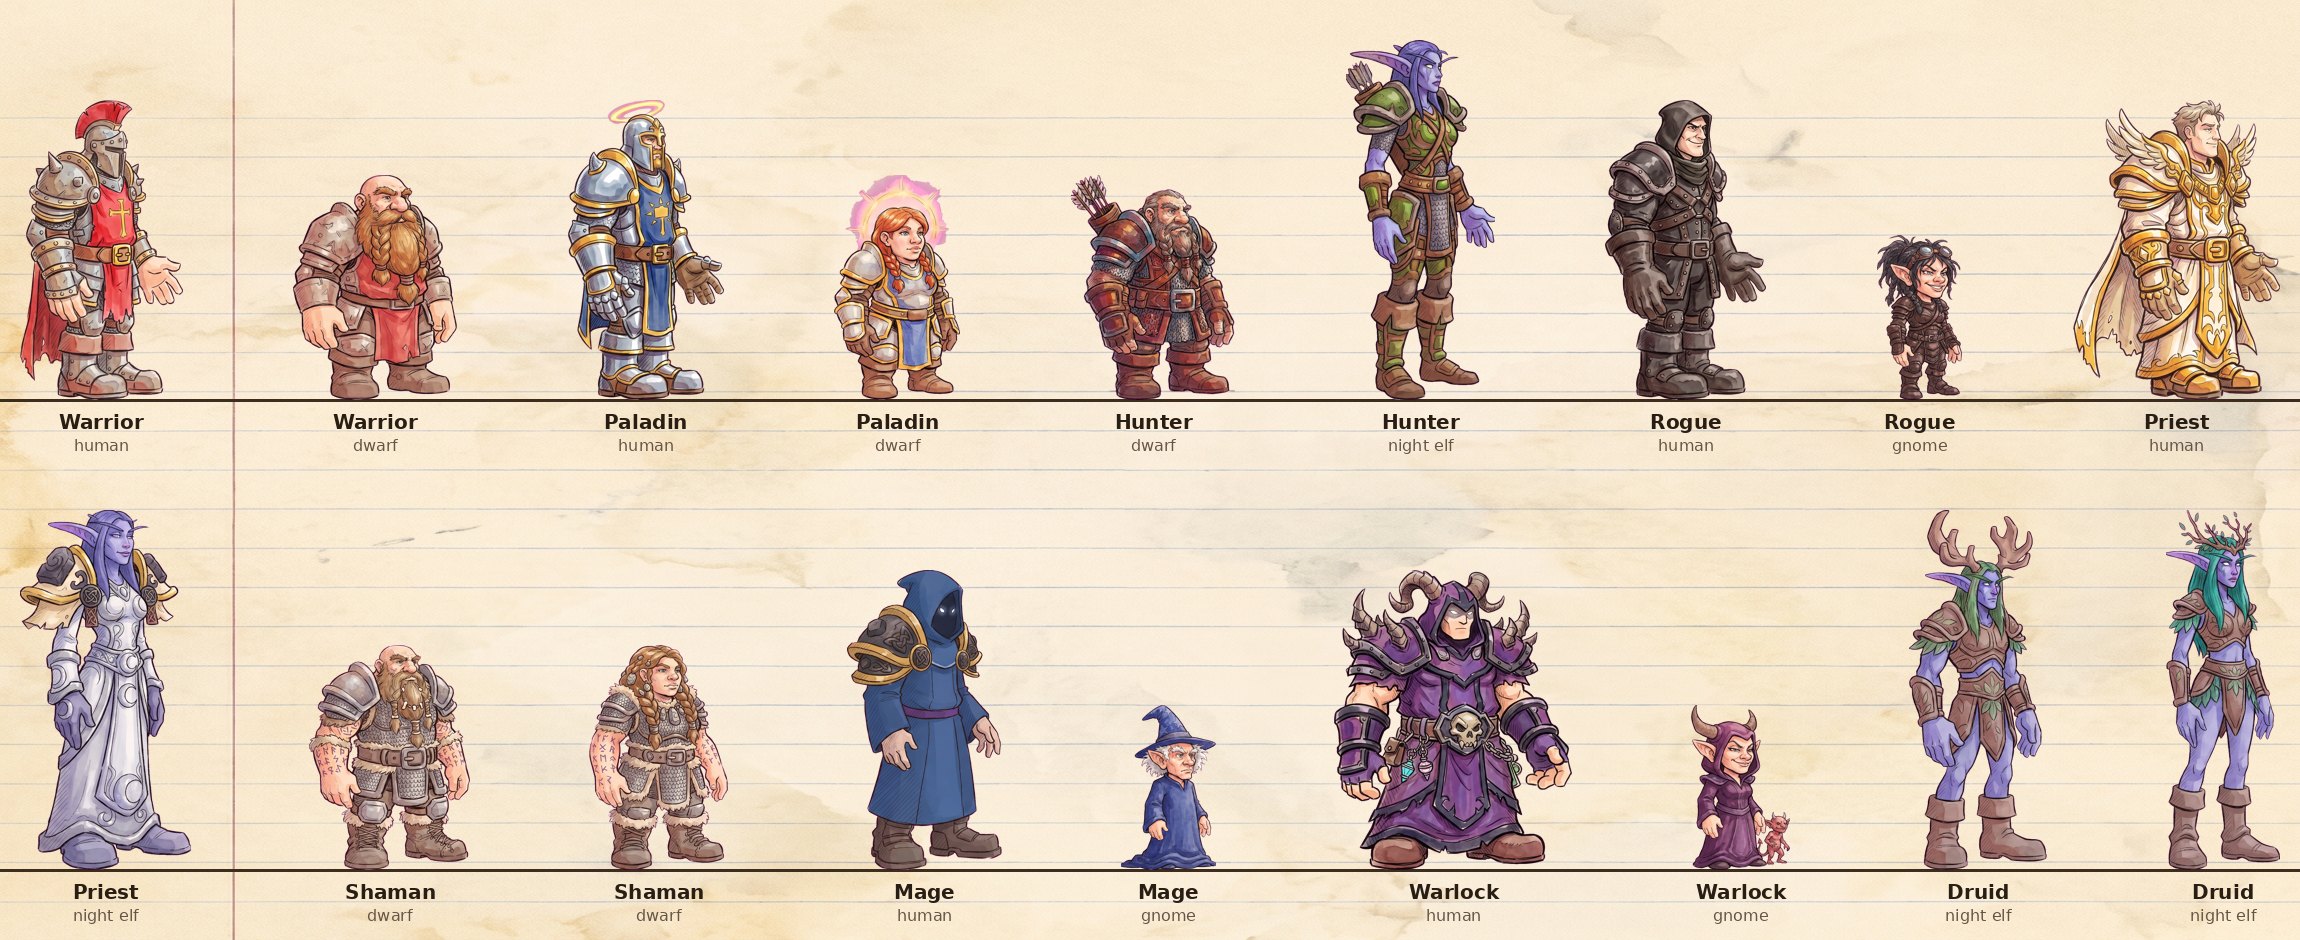 Warrior
human
Warrior
dwarf
Paladin
human
Paladin
dwarf
Hunter
dwarf
Hunter
night elf
Rogue
human
Rogue
gnome
Priest
human
Priest
night elf
Shaman
dwarf
Shaman
dwarf
Mage
human
Mage
gnome
Warlock
human
Warlock
gnome
Druid
night elf
Druid
night elf